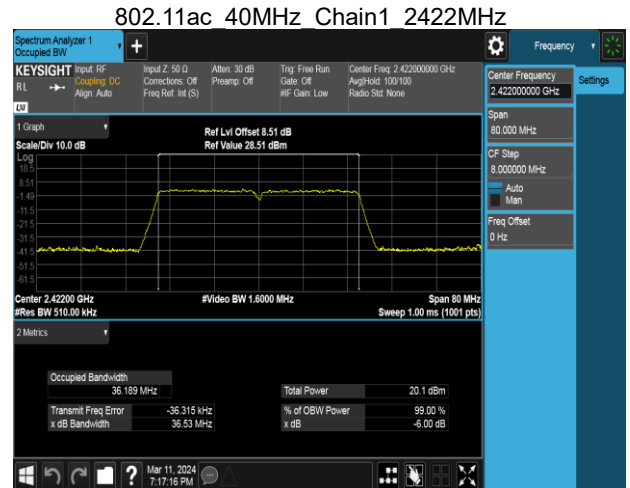 802.11ac_40MHz_Chain1_2422MHz
Spectrum Analyzer 1
Occupied BW
+
Frequency
KEYSIGHT
RL
LXI
Input: RF
Coupling: DC
Align: Auto
Input Z: 50 Ω
Corrections: Off
Freq Ref: Int (S)
Atten: 30 dB
Preamp: Off
Trig: Free Run
Gate: Off
#IF Gain: Low
Center Freq: 2.422000000 GHz
Avg|Hold: 100/100
Radio Std: None
Center Frequency
2.422000000 GHz
Settings
Span
80.000 MHz
CF Step
8.000000 MHz
Auto
Man
Freq Offset
0 Hz
1 Graph
Ref Lvl Offset 8.51 dB
Scale/Div 10.0 dB
Ref Value 28.51 dBm
Log
18.5
8.51
-1.49
-11.5
-21.5
-31.5
-41.5
-51.5
-61.5
Center 2.42200 GHz
#Video BW 1.6000 MHz
Span 80 MHz
#Res BW 510.00 kHz
Sweep 1.00 ms (1001 pts)
2 Metrics
Occupied Bandwidth
36.189 MHz
Total Power
20.1 dBm
Transmit Freq Error
-36.315 kHz
% of OBW Power
99.00 %
x dB Bandwidth
36.53 MHz
x dB
-6.00 dB
?
Mar 11, 2024
7:17:16 PM